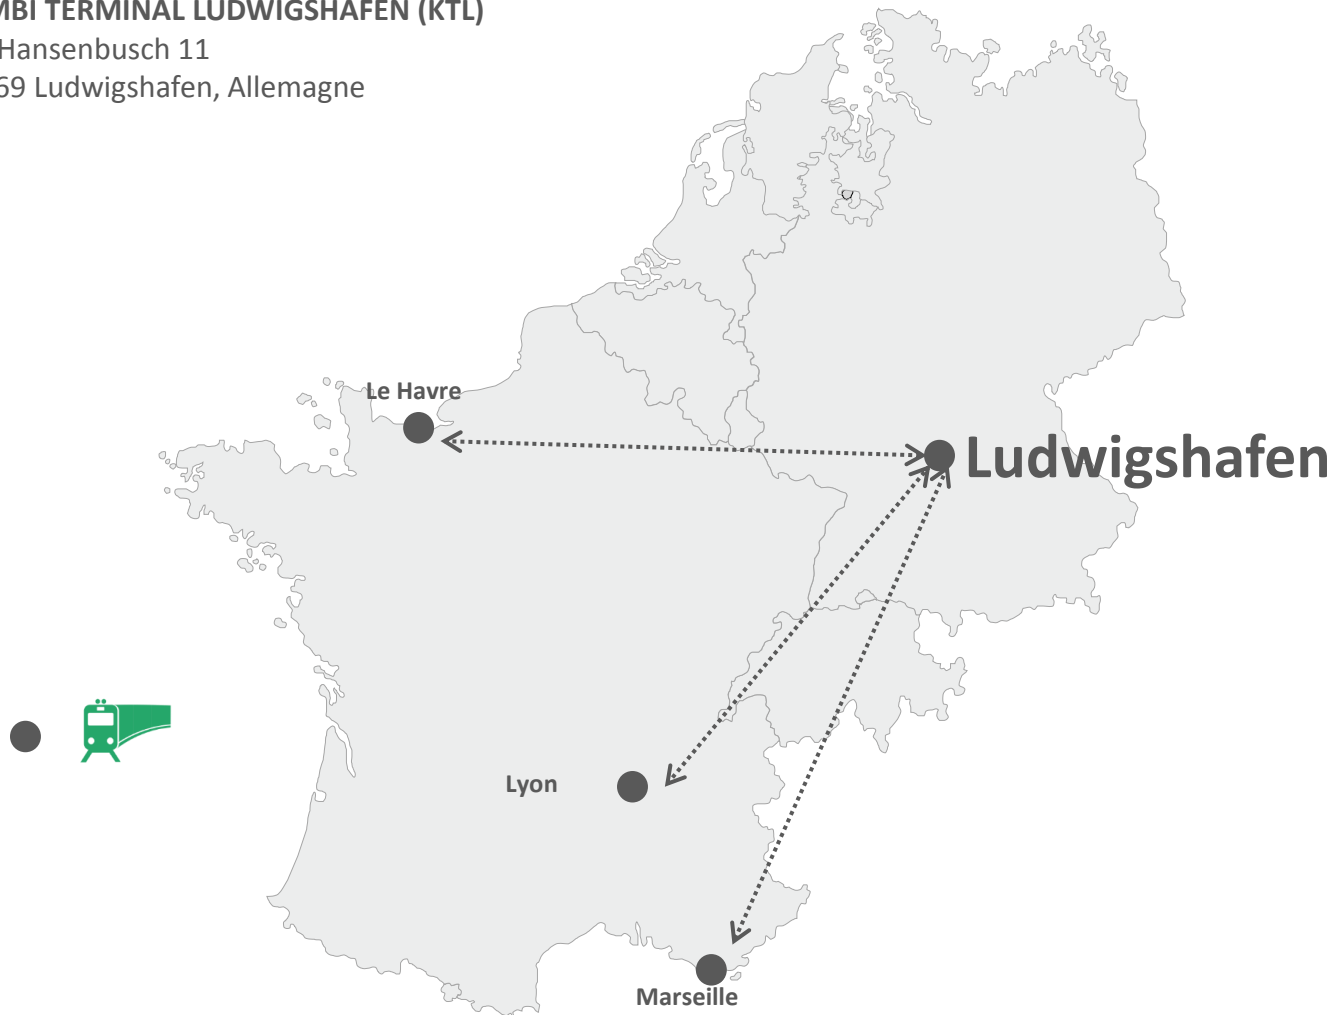 MBI TERMINAL LUDWIGSHAFEN (KTL)
Hansenbusch 11
69 Ludwigshafen, Allemagne
Le Havre
Ludwigshafen
Lyon
Marseille